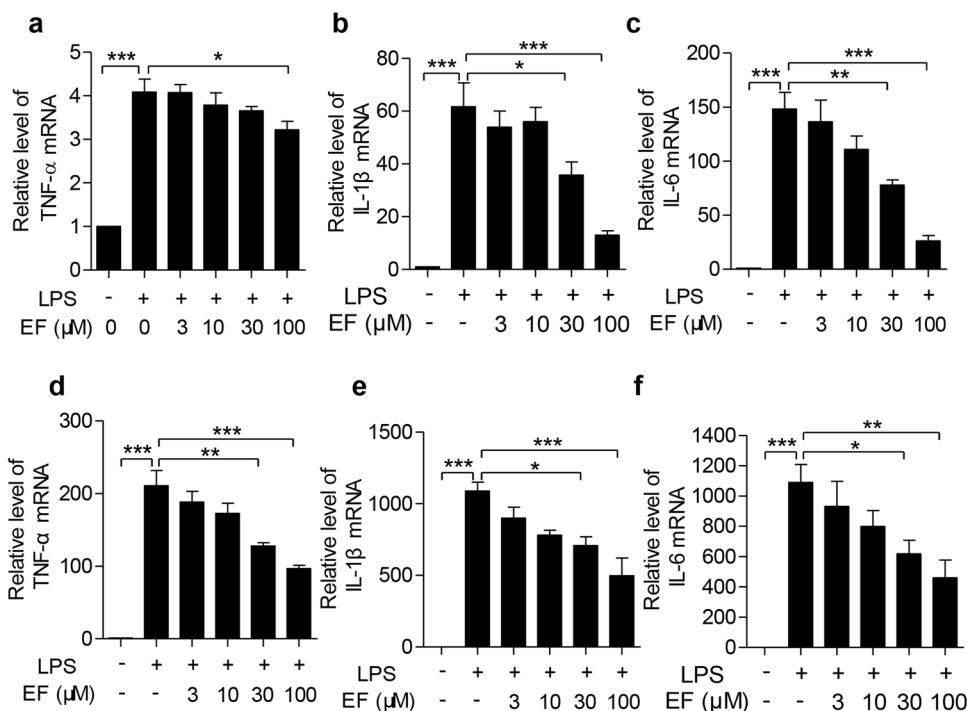 a
Relative level of
TNF-α mRNA
5
4
3
2
1
0
***
*
LPS - + + + + +
EF (µM) 0 0 3 10 30 100
b
Relative level of
IL-1β mRNA
80
60
40
20
0
***
***
*
LPS - + + + + +
EF (µM) - - 3 10 30 100
c
Relative level of
IL-6 mRNA
200
150
100
50
0
***
***
**
LPS - + + + + +
EF (µM) - - 3 10 30 100
d
Relative level of
TNF-α mRNA
300
200
100
0
***
***
**
LPS - + + + + +
EF (µM) - - 3 10 30 100
e
Relative level of
IL-1β mRNA
1500
1000
500
0
***
***
*
LPS - + + + + +
EF (µM) - - 3 10 30 100
f
Relative level of
IL-6 mRNA
1400
1200
1000
800
600
400
200
0
***
**
*
LPS - + + + + +
EF (µM) - - 3 10 30 100